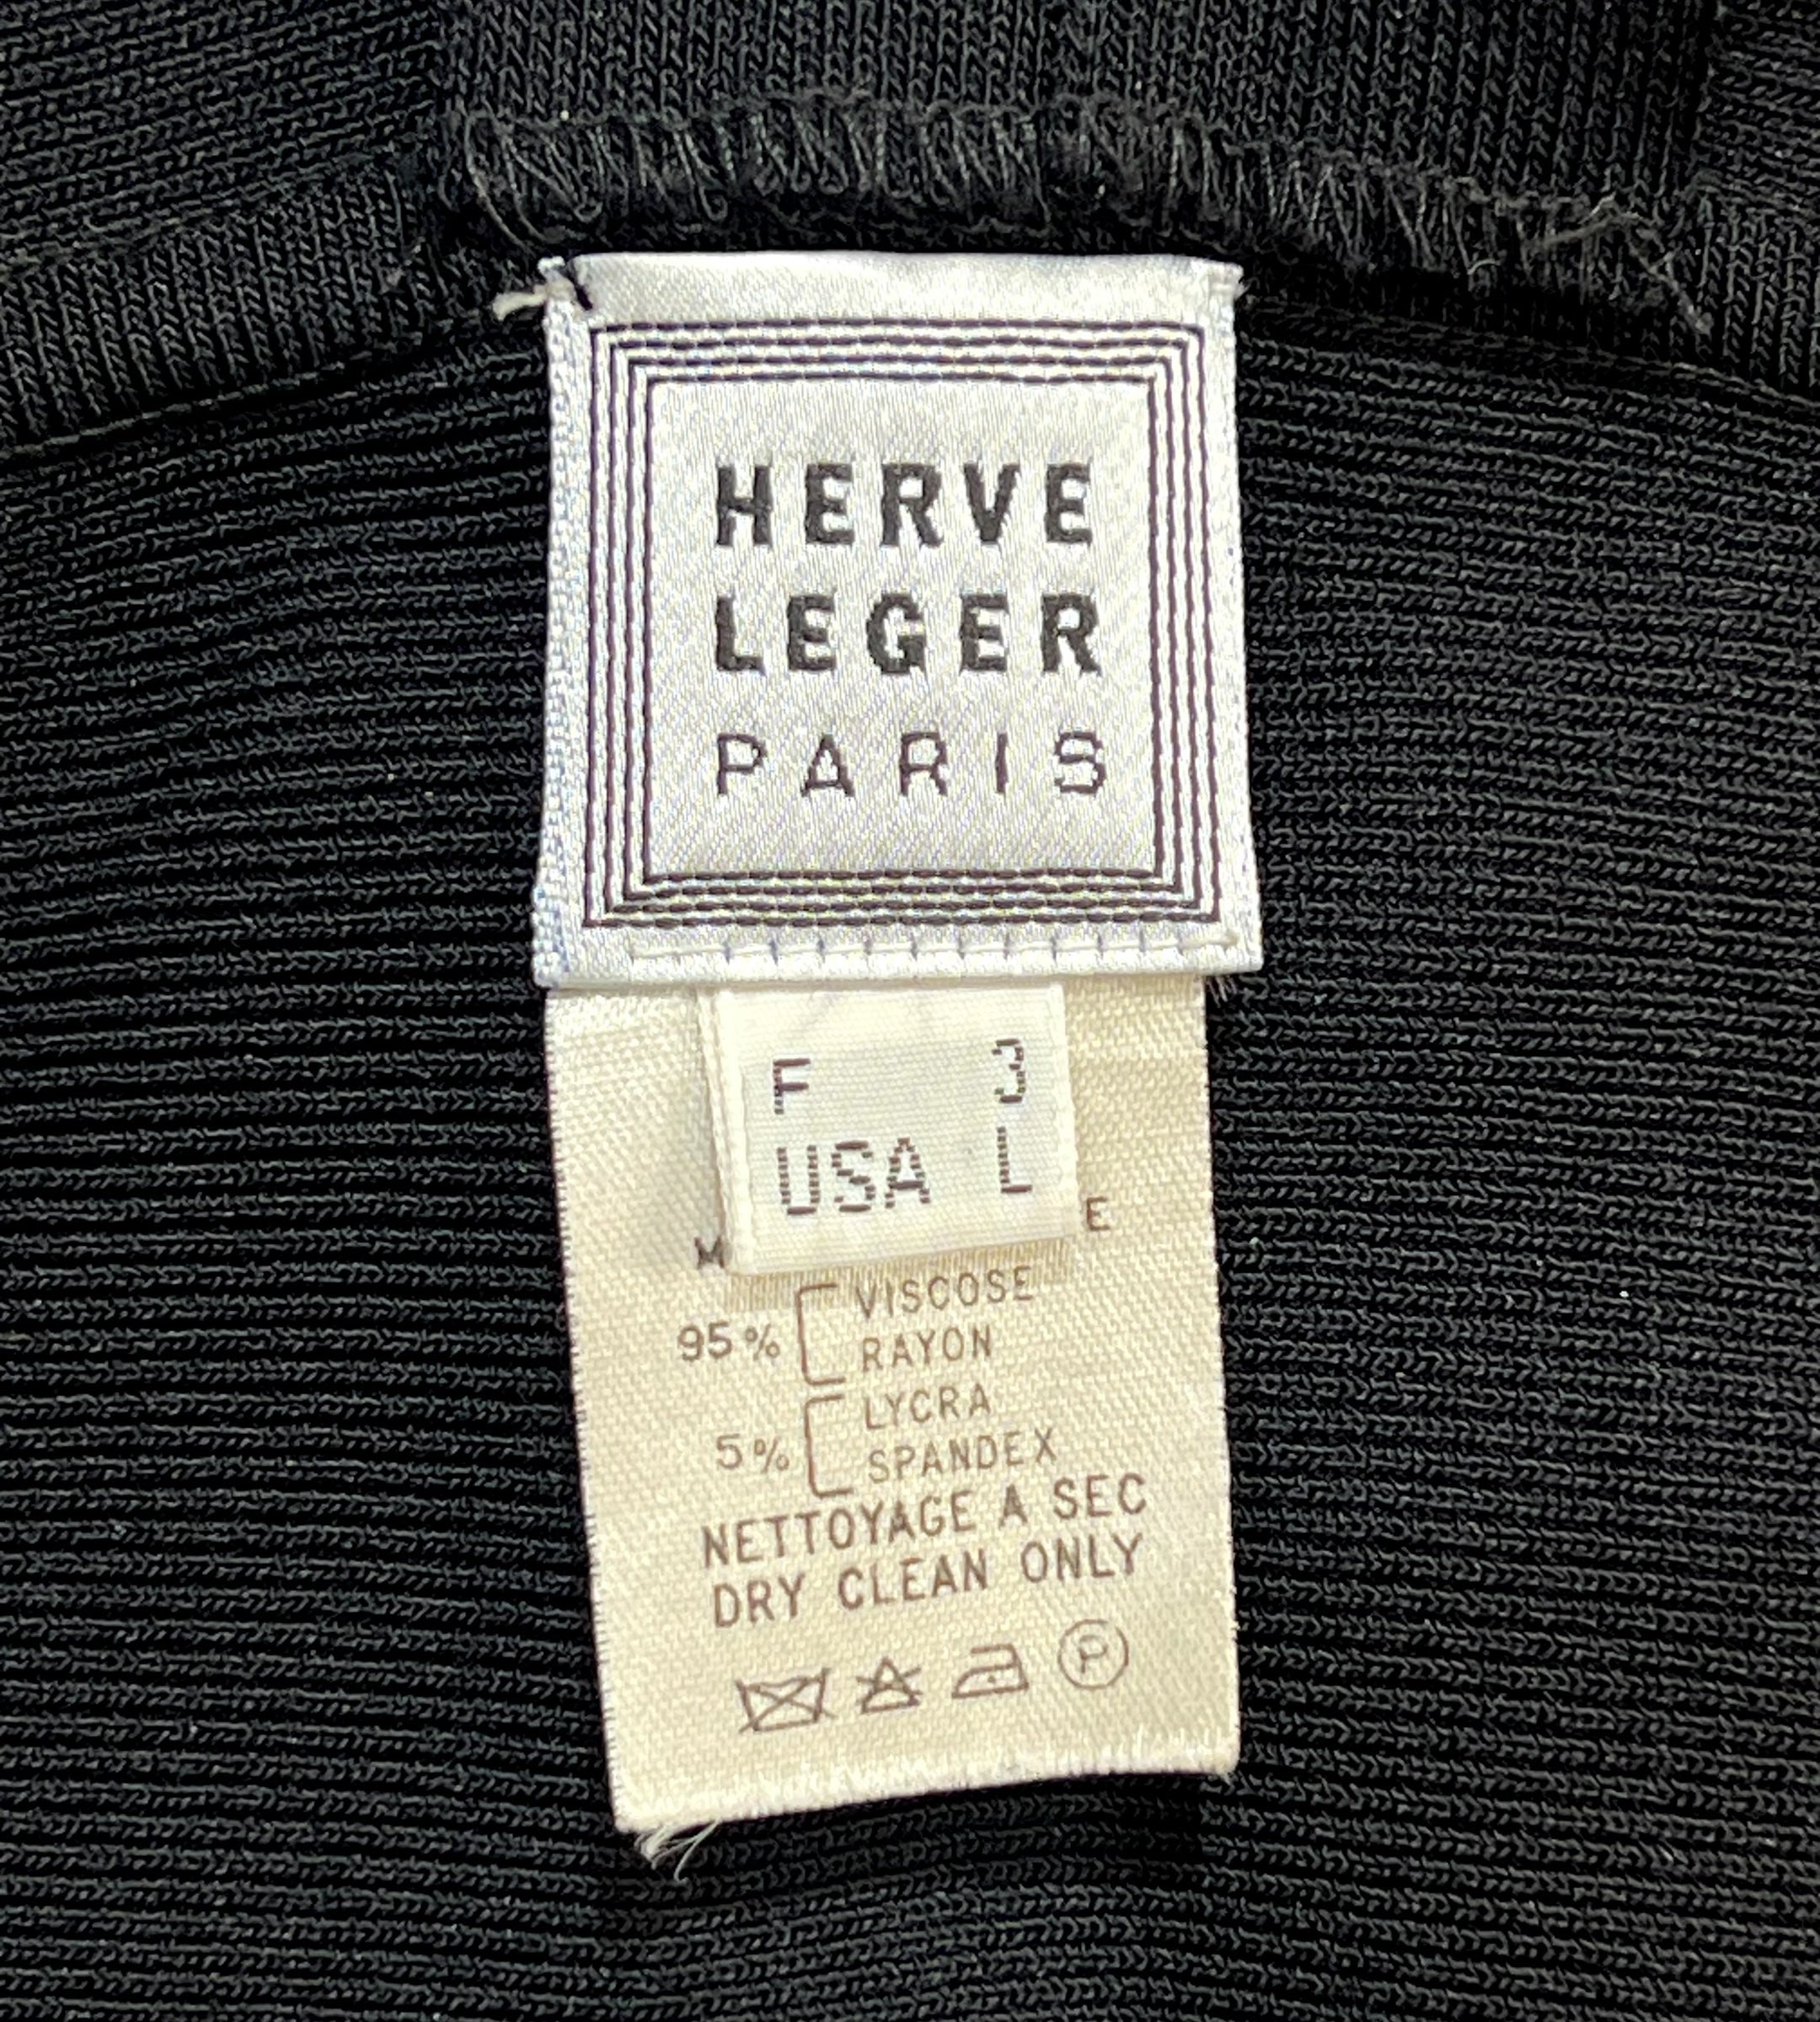 HERVE
LEGER
PARIS
F 3
USA L
M E
95% VISCOSE
RAYON
5% LYCRA
SPANDEX
NETTOYAGE A SEC
DRY CLEAN ONLY
P